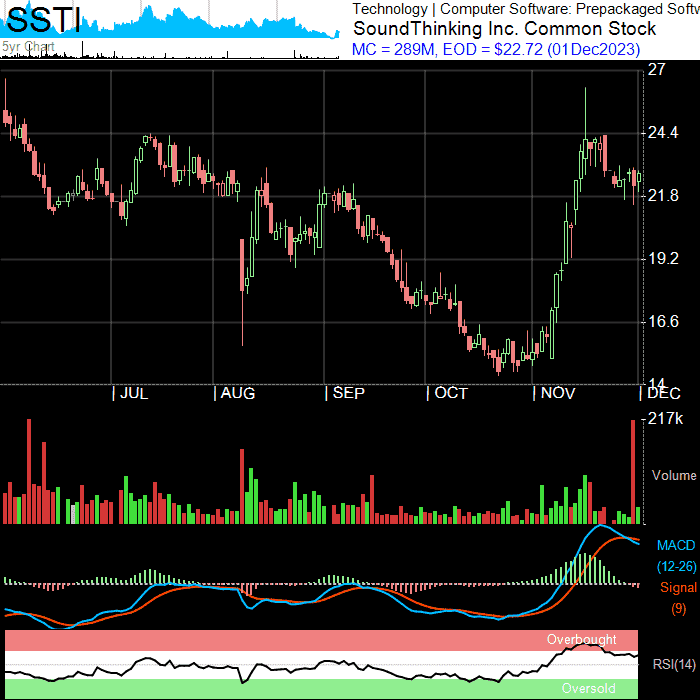 SSTI
5yr Chart
Technology | Computer Software: Prepackaged Softw
SoundThinking Inc. Common Stock
MC = 289M, EOD = $22.72 (01Dec2023)
27
24.4
21.8
19.2
16.6
14
JUL
AUG
SEP
OCT
NOV
DEC
217k
Volume
MACD
(12-26)
Signal
(9)
Overbought
RSI(14)
Oversold